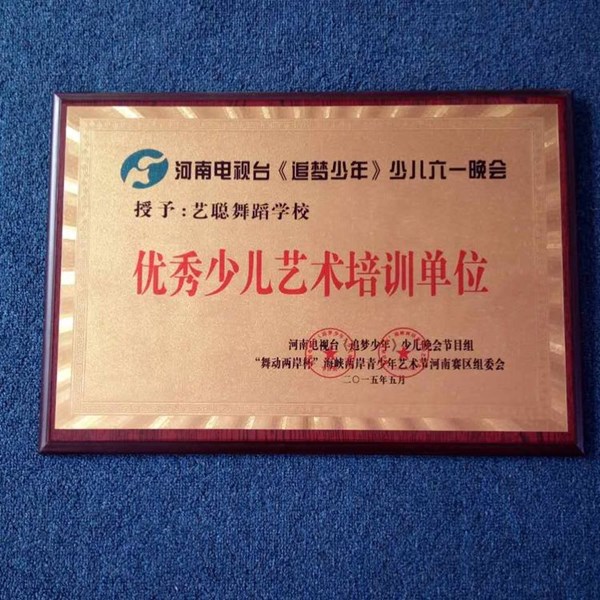 河南电视台《追梦少年》少儿六一晚会
授予：艺聪舞蹈学校
优秀少儿艺术培训单位
河南电视台《追梦少年》少儿晚会节目组
“舞动两岸杯”海峡两岸青少年艺术节河南赛区组委会
二〇一五年五月